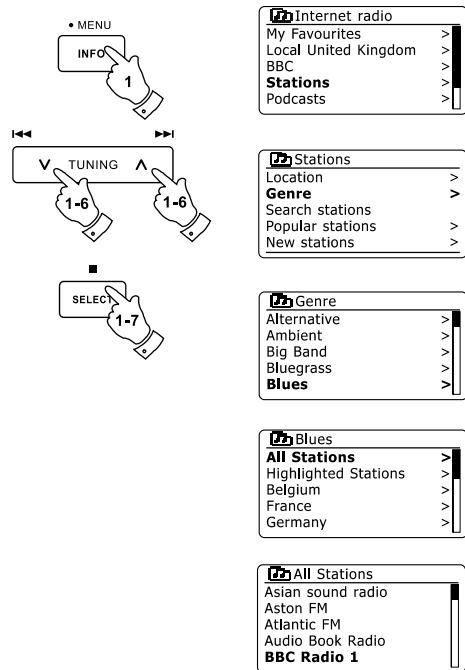 • MENU
INFO
1
V TUNING Λ
1-6
1-6
SELECT
1-7
Internet radio
My Favourites >
Local United Kingdom >
BBC >
Stations >
Podcasts >
Stations
Location >
Genre >
Search stations
Popular stations >
New stations >
Genre
Alternative >
Ambient >
Big Band >
Bluegrass >
Blues >
Blues
All Stations >
Highlighted Stations >
Belgium >
France >
Germany >
All Stations
Asian sound radio
Aston FM
Atlantic FM
Audio Book Radio
BBC Radio 1